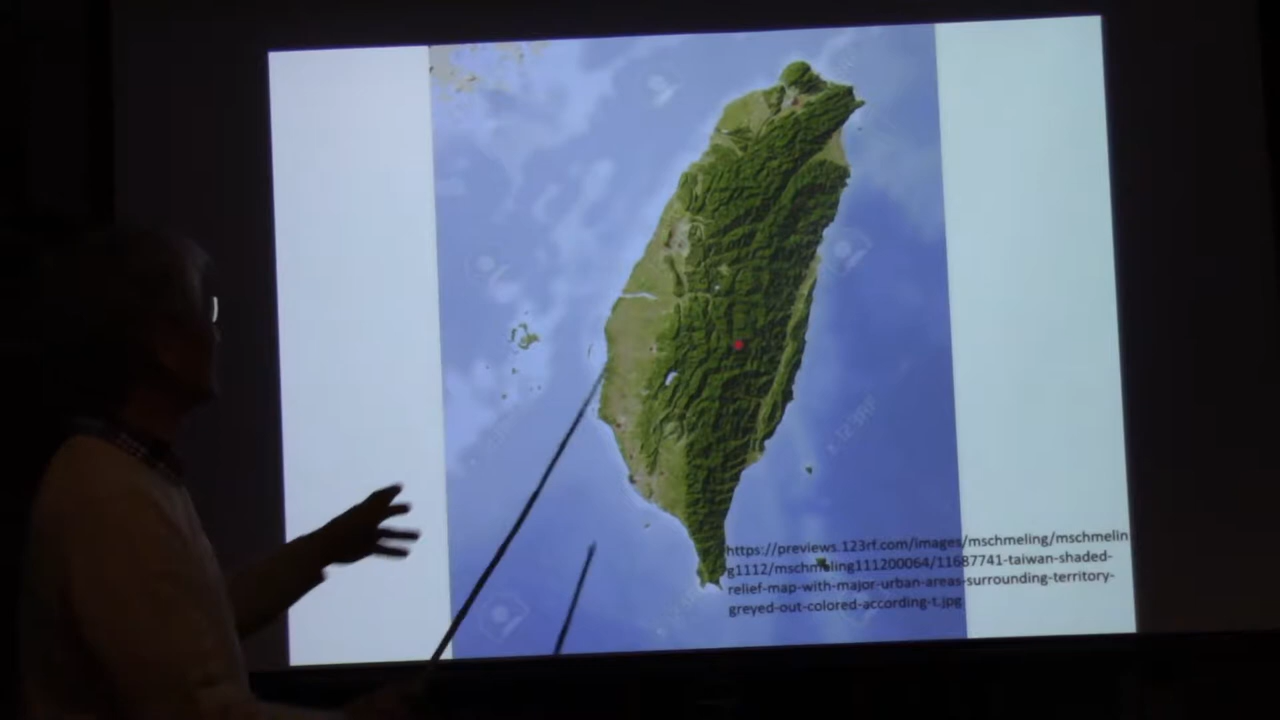 https://previews.123rf.com/images/mschmeling/mschmelin
g1112/mschmeling111200064/11687741-taiwan-shaded-
relief-map-with-major-urban-areas-surrounding-territory-
greyed-out-colored-according-t.jpg
123RF